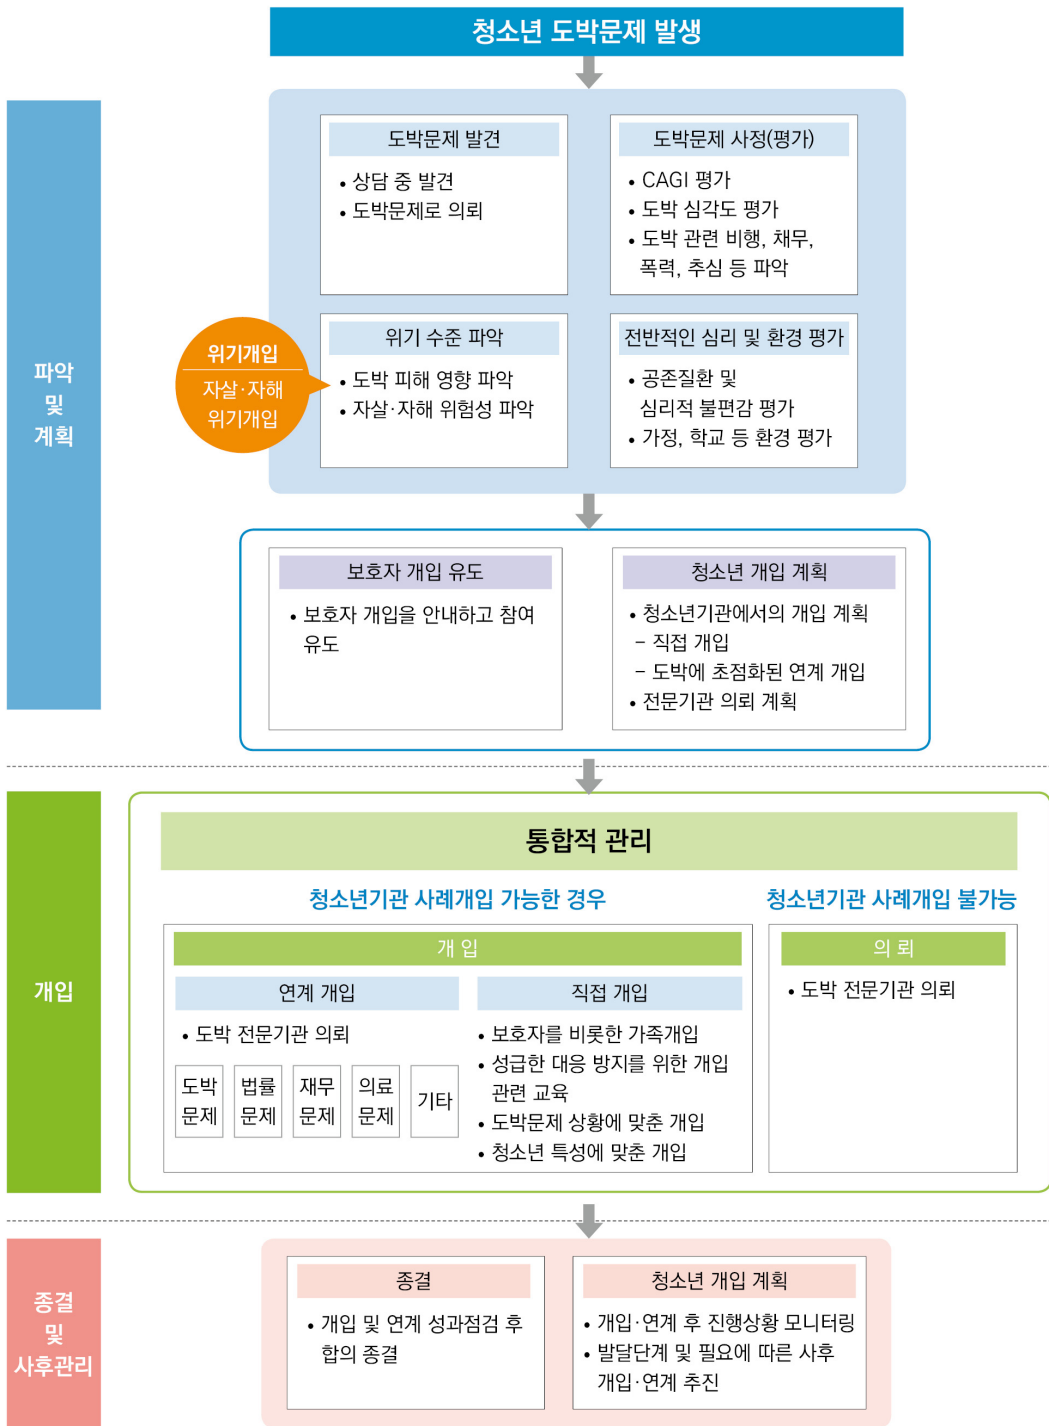 청소년 도박문제 발생
파악
및
계획
도박문제 발견
• 상담 중 발견
• 도박문제로 의뢰
도박문제 사정(평가)
• CAGI 평가
• 도박 심각도 평가
• 도박 관련 비행, 채무,
폭력, 추심 등 파악
위기개입
자살·자해
위기개입
위기 수준 파악
• 도박 피해 영향 파악
• 자살·자해 위험성 파악
전반적인 심리 및 환경 평가
• 공존질환 및
심리적 불편감 평가
• 가정, 학교 등 환경 평가
보호자 개입 유도
• 보호자 개입을 안내하고 참여
유도
청소년 개입 계획
• 청소년기관에서의 개입 계획
– 직접 개입
– 도박에 초점화된 연계 개입
• 전문기관 의뢰 계획
개입
통합적 관리
청소년기관 사례개입 가능한 경우
개 입
연계 개입
• 도박 전문기관 의뢰
도박
문제
법률
문제
재무
문제
의료
문제
기타
직접 개입
• 보호자를 비롯한 가족개입
• 성급한 대응 방지를 위한 개입
관련 교육
• 도박문제 상황에 맞춘 개입
• 청소년 특성에 맞춘 개입
청소년기관 사례개입 불가능
의 뢰
• 도박 전문기관 의뢰
종결
및
사후관리
종결
• 개입 및 연계 성과점검 후
합의 종결
청소년 개입 계획
• 개입·연계 후 진행상황 모니터링
• 발달단계 및 필요에 따른 사후
개입·연계 추진